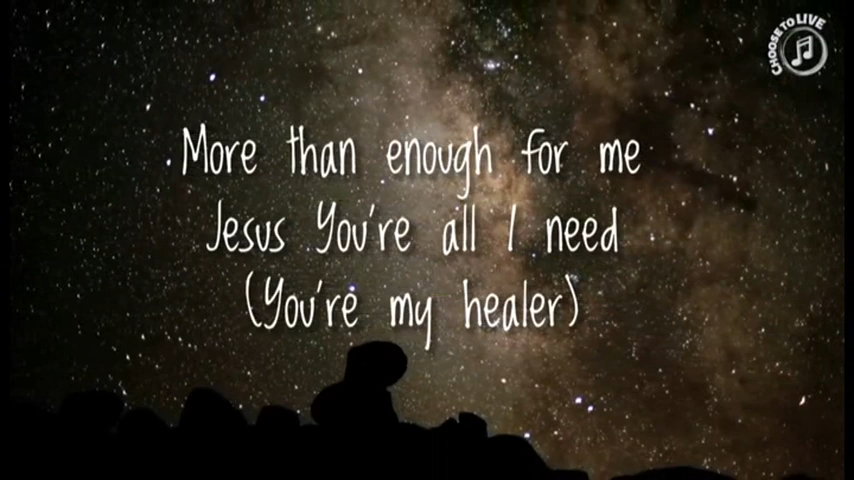 CHOOSE TO LIVE
More than enough for me
Jesus You're all I need
(You're my healer)